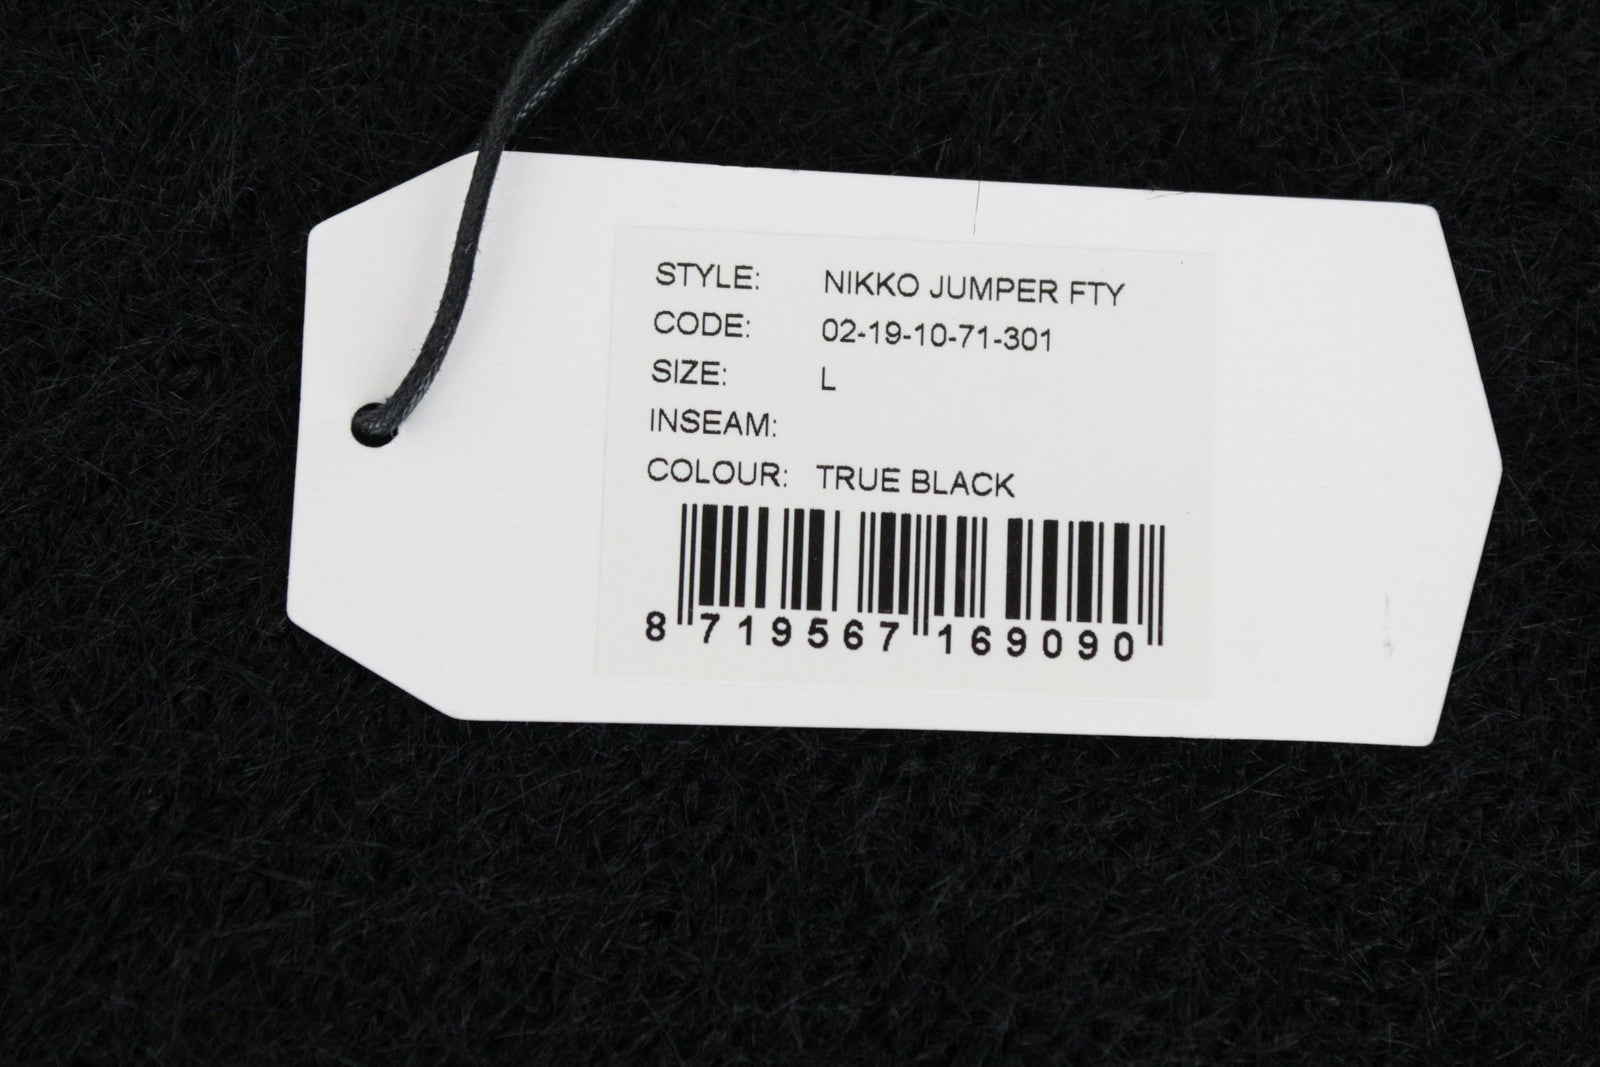 STYLE: NIKKO JUMPER FTY
CODE: 02-19-10-71-301
SIZE: L
INSEAM:
COLOUR: TRUE BLACK
8 719567 169090